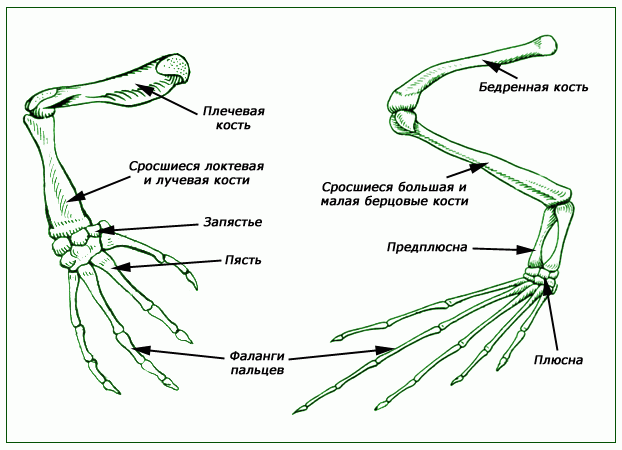 Плечевая
кость
Сросшиеся локтевая
и лучевая кости
Запястье
Пясть
Фаланги
пальцев
Бедренная кость
Сросшиеся большая и
малая берцовые кости
Предплюсна
Плюсна